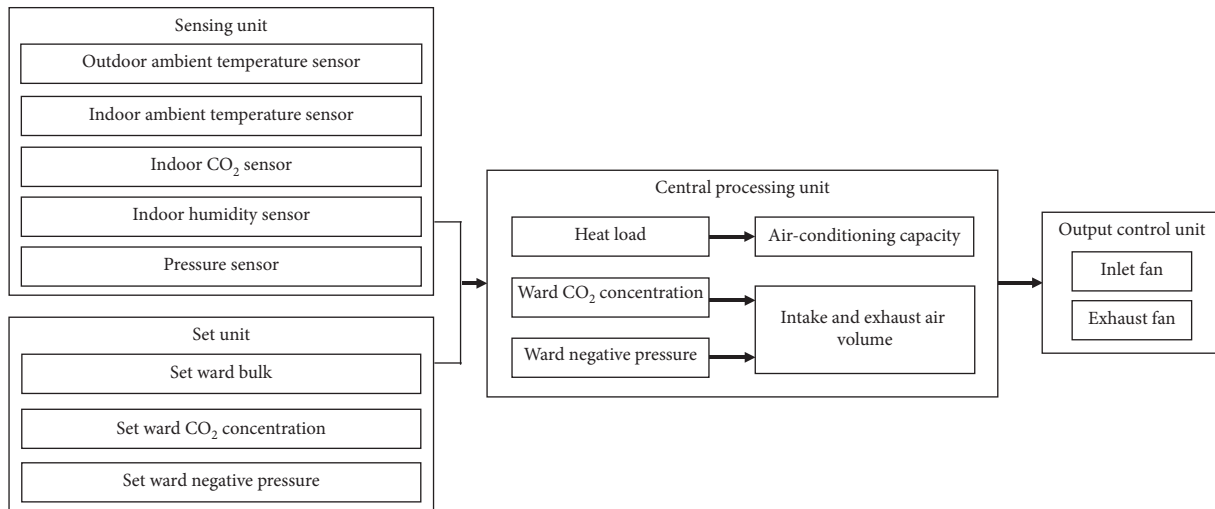 Sensing unit
Outdoor ambient temperature sensor
Indoor ambient temperature sensor
Indoor CO₂ sensor
Indoor humidity sensor
Pressure sensor
Set unit
Set ward bulk
Set ward CO₂ concentration
Set ward negative pressure
Central processing unit
Heat load
Air-conditioning capacity
Ward CO₂ concentration
Ward negative pressure
Intake and exhaust air
volume
Output control unit
Inlet fan
Exhaust fan